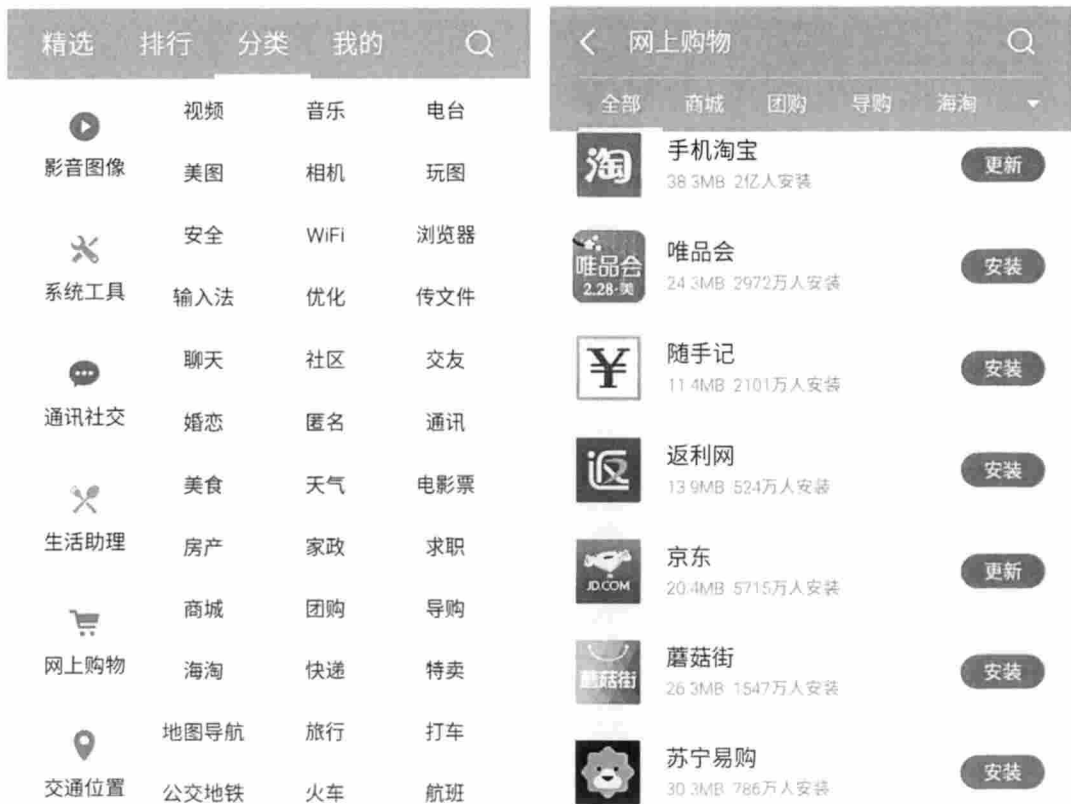 精选 排行 分类 我的
影音图像
视频 音乐 电台
美图 相机 玩图
系统工具
安全 WiFi 浏览器
输入法 优化 传文件
通讯社交
聊天 社区 交友
婚恋 匿名 通讯
生活助理
美食 天气 电影票
房产 家政 求职
网上购物
商城 团购 导购
海淘 快递 特卖
交通位置
地图导航 旅行 打车
公交地铁 火车 航班
网上购物
全部 商城 团购 导购 海淘
淘
手机淘宝
38.3MB 2亿人安装
更新
唯品会
2.28·美
唯品会
24.3MB 2972万人安装
安装
¥
随手记
11.4MB 2101万人安装
安装
返
返利网
13.9MB 524万人安装
安装
JD.COM
京东
20.4MB 5715万人安装
更新
蘑菇街
蘑菇街
26.3MB 1547万人安装
安装
苏宁易购
30.3MB 786万人安装
安装